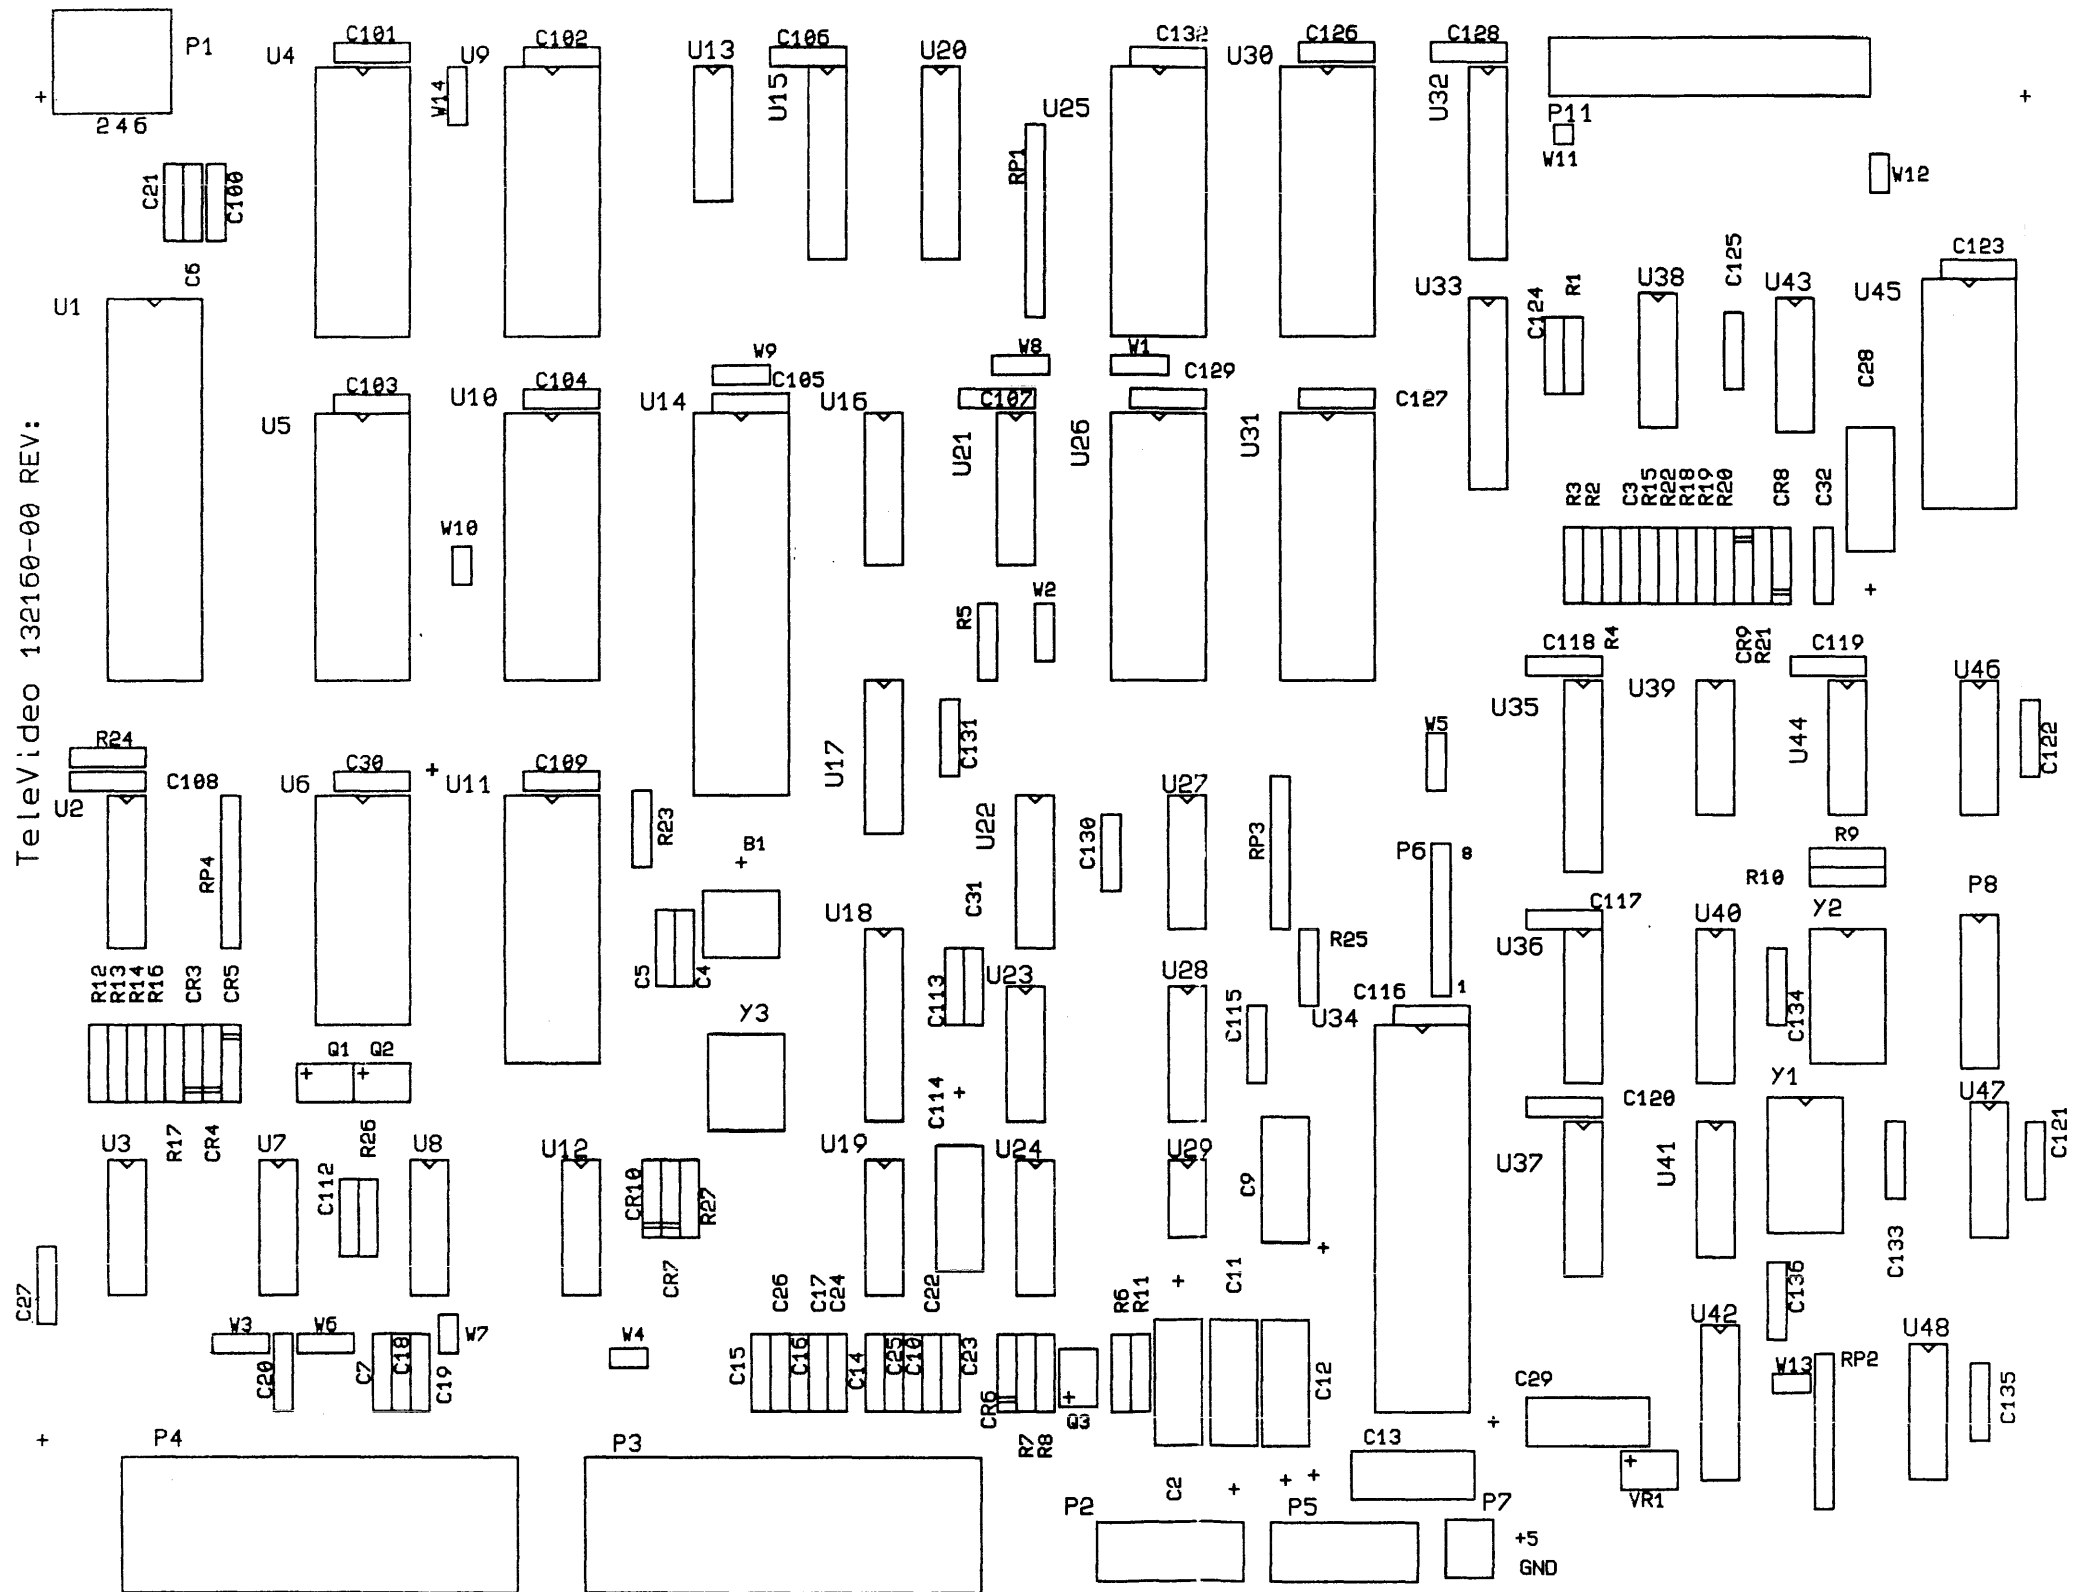 P1
246
U4
C101
W14
U9
C102
U13
C106
U15
U20
U25
RP1
C132
U30
C126
C128
U32
P11
W11
W12
C21
C100
C6
U1
C123
C125
U38
U43
U45
U33
C124
R1
C28
W9
C105
W8
W1
C129
C127
U5
C103
U10
C104
U14
U16
C107
U21
U26
U31
TeleVideo 132160-00 REV:
W10
R3
R2
C3
R15
R22
R18
R19
R20
CR8
C32
R5
W2
R4
CR9
R21
C118
C119
U35
U39
U44
U46
C122
U17
C131
W5
R24
C108
U2
U6
C30
+
U11
C109
R23
B1
+
U22
C130
U27
RP3
P6
8
1
R9
R10
RP4
C31
U18
C5
C4
R25
C117
U36
U40
Y2
P8
R12
R13
R14
R16
CR3
CR5
C113
U23
U28
C115
C116
U34
C134
Y3
Q1
Q2
+
+
C114
+
C120
Y1
U47
U3
R17
CR4
U7
R26
U8
U12
C112
CR10
R27
U19
U24
U29
C9
+
U37
U41
C121
C133
C27
CR7
C26
C17
C24
C22
+
C11
R6
R11
C136
U42
U48
W3
W6
C20
C7
C18
C19
W7
W4
C15
C16
C14
C25
C10
C23
CR6
R7
R8
Q3
+
C12
C29
W13
RP2
C135
P4
P3
C2
+
+
+
C13
+
VR1
+
P2
P5
P7
+5
GND